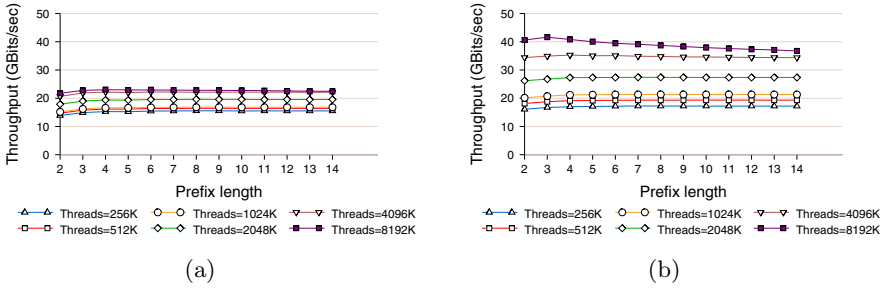 Throughput (GBits/sec)
50
40
30
20
10
0
2 3 4 5 6 7 8 9 10 11 12 13 14
Prefix length
Threads=256K Threads=1024K Threads=4096K
Threads=512K Threads=2048K Threads=8192K
(a)
Throughput (GBits/sec)
50
40
30
20
10
0
2 3 4 5 6 7 8 9 10 11 12 13 14
Prefix length
Threads=256K Threads=1024K Threads=4096K
Threads=512K Threads=2048K Threads=8192K
(b)